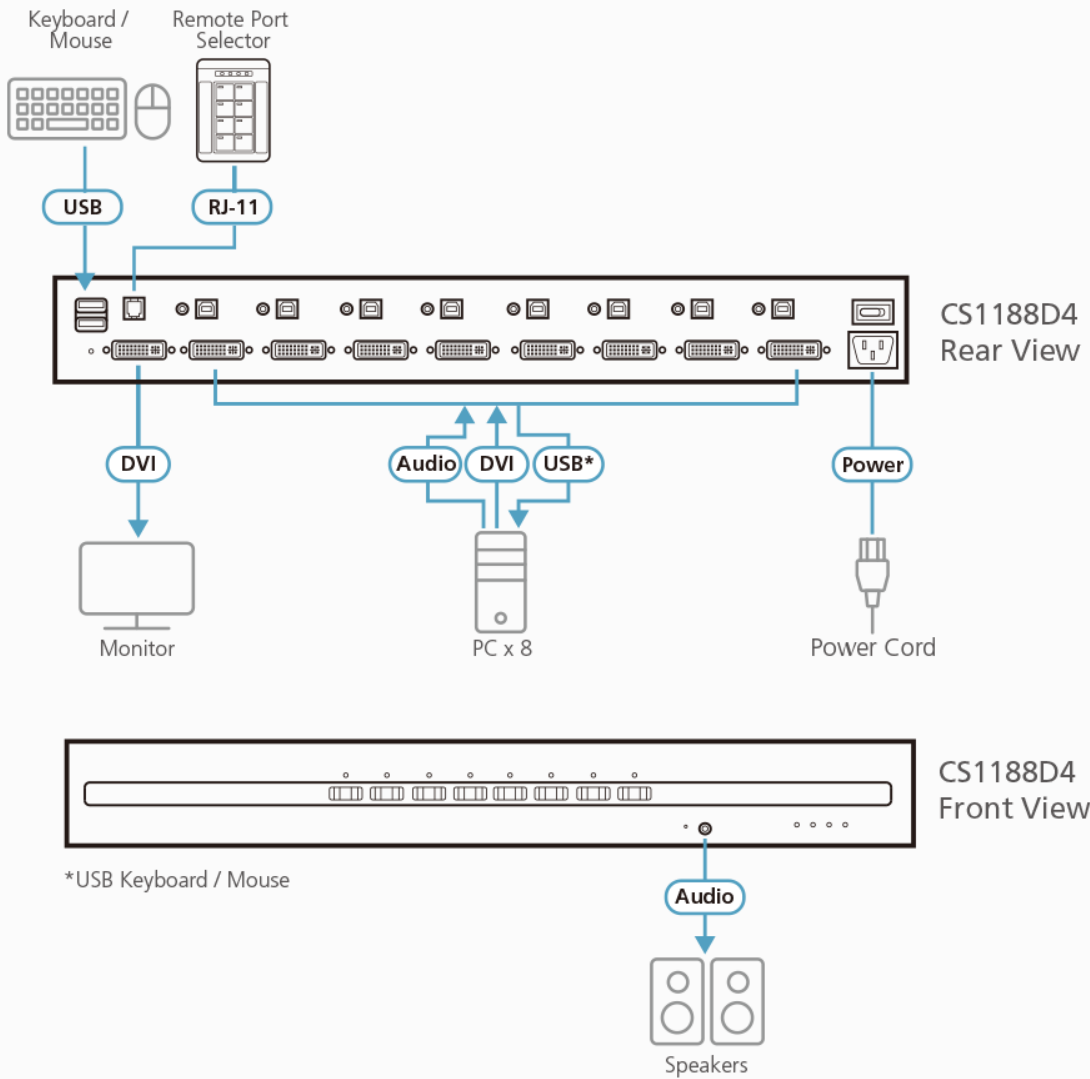 Keyboard /
Mouse
Remote Port
Selector
USB
RJ-11
CS1188D4
Rear View
DVI
Audio
DVI
USB*
Power
Monitor
PC x 8
Power Cord
CS1188D4
Front View
*USB Keyboard / Mouse
Audio
Speakers